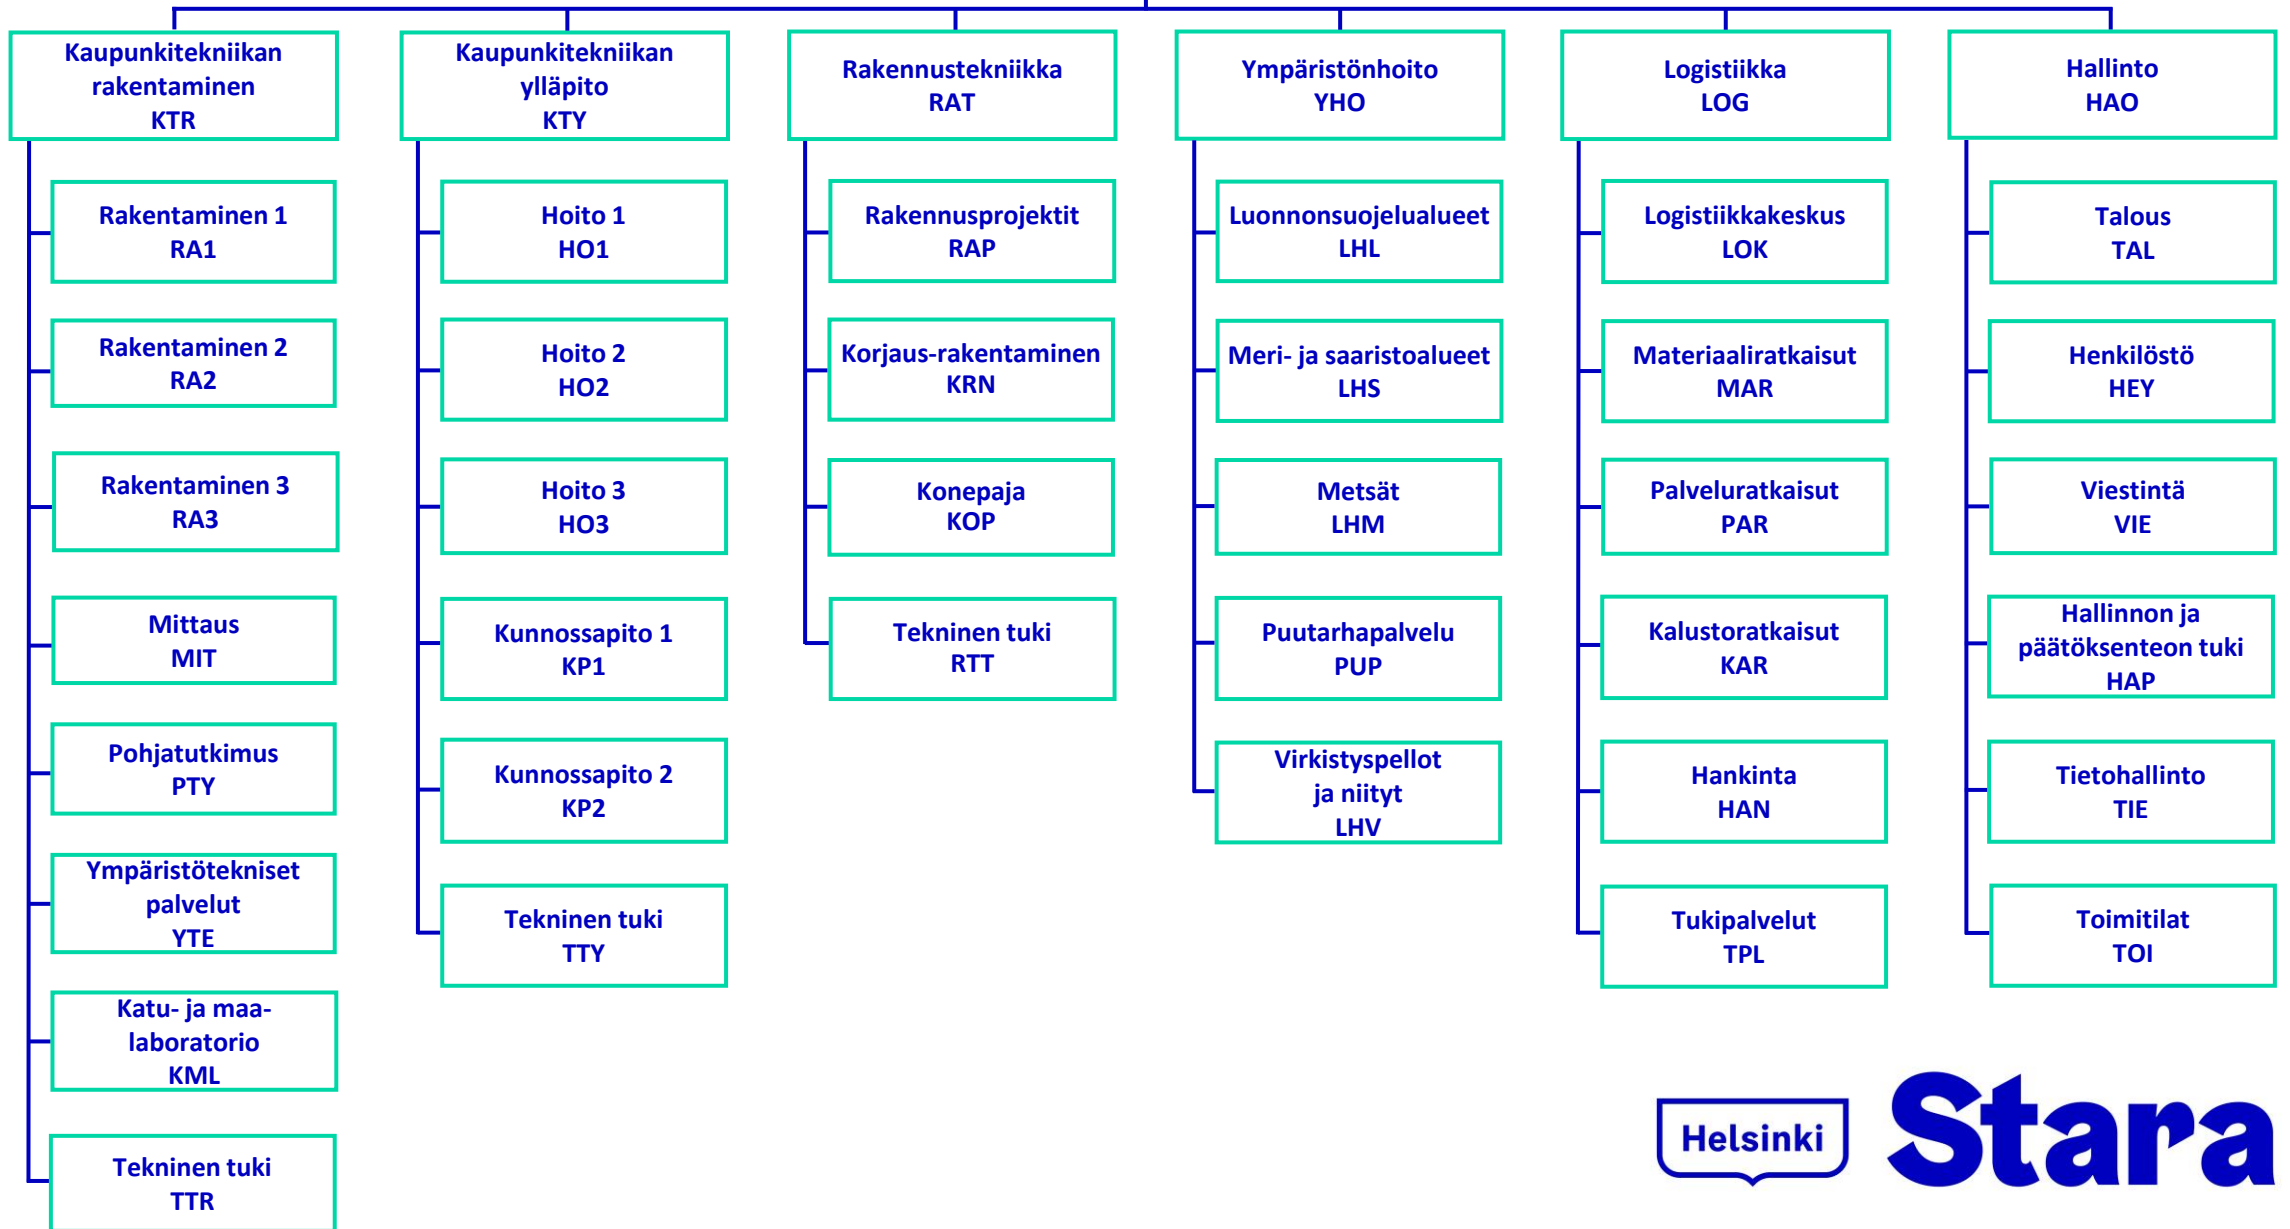 Kaupunkitekniikan
rakentaminen
KTR
Rakentaminen 1
RA1
Rakentaminen 2
RA2
Rakentaminen 3
RA3
Mittaus
MIT
Pohjatutkimus
PTY
Ympäristötekniset
palvelut
YTE
Katu- ja maa-
laboratorio
KML
Tekninen tuki
TTR
Kaupunkitekniikan
ylläpito
KTY
Hoito 1
HO1
Hoito 2
HO2
Hoito 3
HO3
Kunnossapito 1
KP1
Kunnossapito 2
KP2
Tekninen tuki
TTY
Rakennustekniikka
RAT
Rakennusprojektit
RAP
Korjaus-rakentaminen
KRN
Konepaja
KOP
Tekninen tuki
RTT
Ympäristönhoito
YHO
Luonnonsuojelualueet
LHL
Meri- ja saaristoalueet
LHS
Metsät
LHM
Puutarhapalvelu
PUP
Virkistyspellot
ja niityt
LHV
Logistiikka
LOG
Logistiikkakeskus
LOK
Materiaaliratkaisut
MAR
Palveluratkaisut
PAR
Kalustoratkaisut
KAR
Hankinta
HAN
Tukipalvelut
TPL
Hallinto
HAO
Talous
TAL
Henkilöstö
HEY
Viestintä
VIE
Hallinnon ja
päätöksenteon tuki
HAP
Tietohallinto
TIE
Toimitilat
TOI
Helsinki
Stara